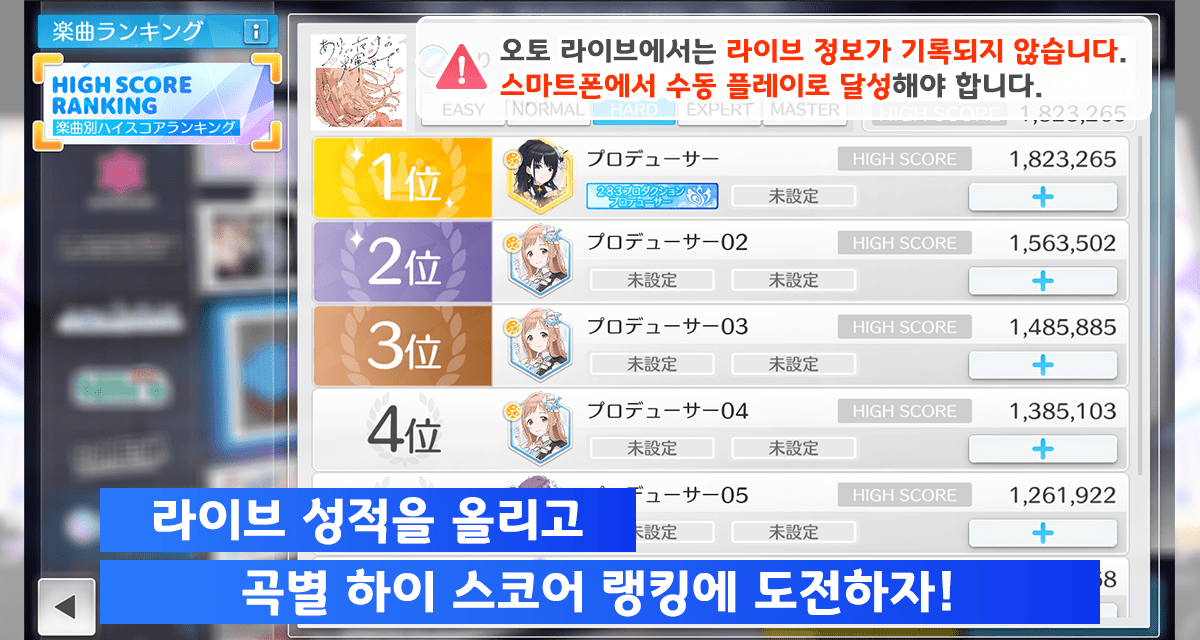 楽曲ランキング
i
HIGH SCORE
RANKING
楽曲別ハイスコアランキング
오토 라이브에서는 라이브 정보가 기록되지 않습니다.
스마트폰에서 수동 플레이로 달성해야 합니다.
EASY NORMAL HARD EXPERT MASTER HIGH SCORE 1,823,265
1位 プロデューサー HIGH SCORE 1,823,265
283プロダクション
プロデューサー
未設定
2位 プロデューサー02 HIGH SCORE 1,563,502
未設定 未設定
3位 プロデューサー03 HIGH SCORE 1,485,885
未設定 未設定
4位 プロデューサー04 HIGH SCORE 1,385,103
未設定 未設定
デューサー05 HIGH SCORE 1,261,922
未設定 未設定
라이브 성적을 올리고
곡별 하이 스코어 랭킹에 도전하자!